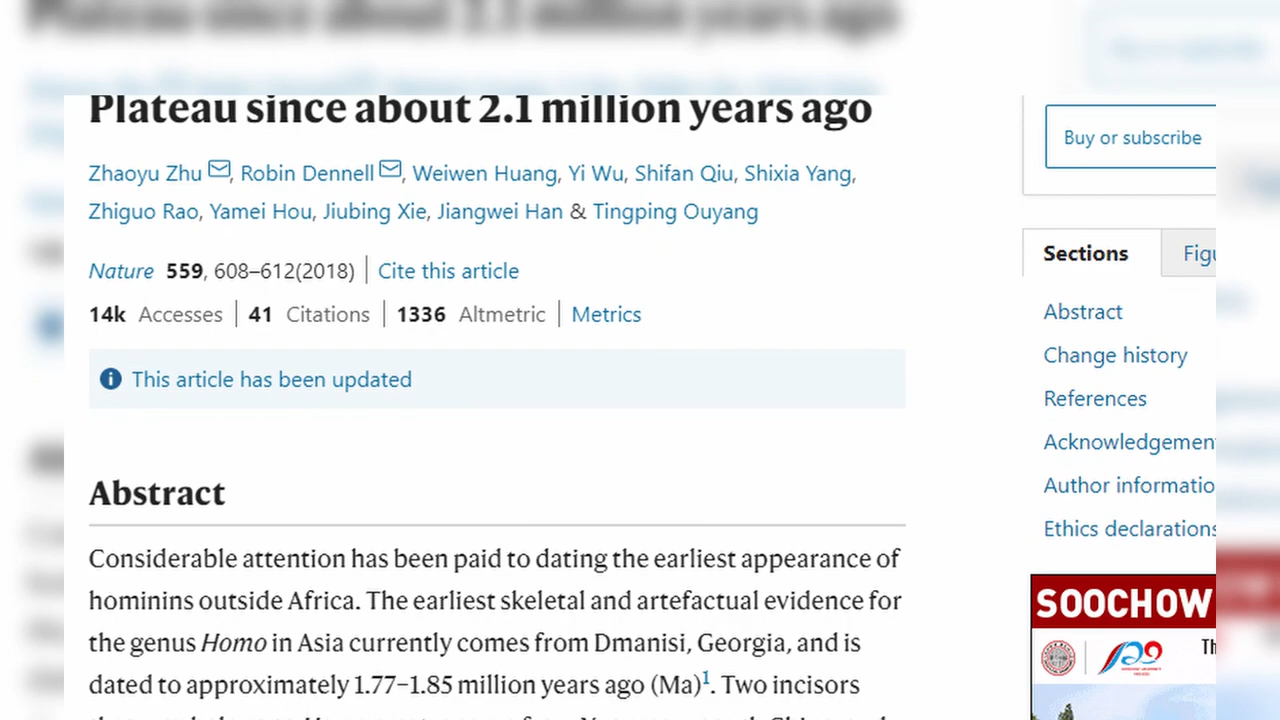 Plateau since about 2.1 million years ago
Zhaoyu Zhu, Robin Dennell, Weiwen Huang, Yi Wu, Shifan Qiu, Shixia Yang,
Zhiguo Rao, Yamei Hou, Jiubing Xie, Jiangwei Han & Tingping Ouyang
Nature 559, 608–612(2018) | Cite this article
14k Accesses | 41 Citations | 1336 Altmetric | Metrics
This article has been updated
Abstract
Considerable attention has been paid to dating the earliest appearance of
hominins outside Africa. The earliest skeletal and artefactual evidence for
the genus Homo in Asia currently comes from Dmanisi, Georgia, and is
dated to approximately 1.77–1.85 million years ago (Ma)1. Two incisors
Buy or subscribe
Sections
Figu
Abstract
Change history
References
Acknowledgemen
Author informatio
Ethics declarations
SOOCHOW
Th